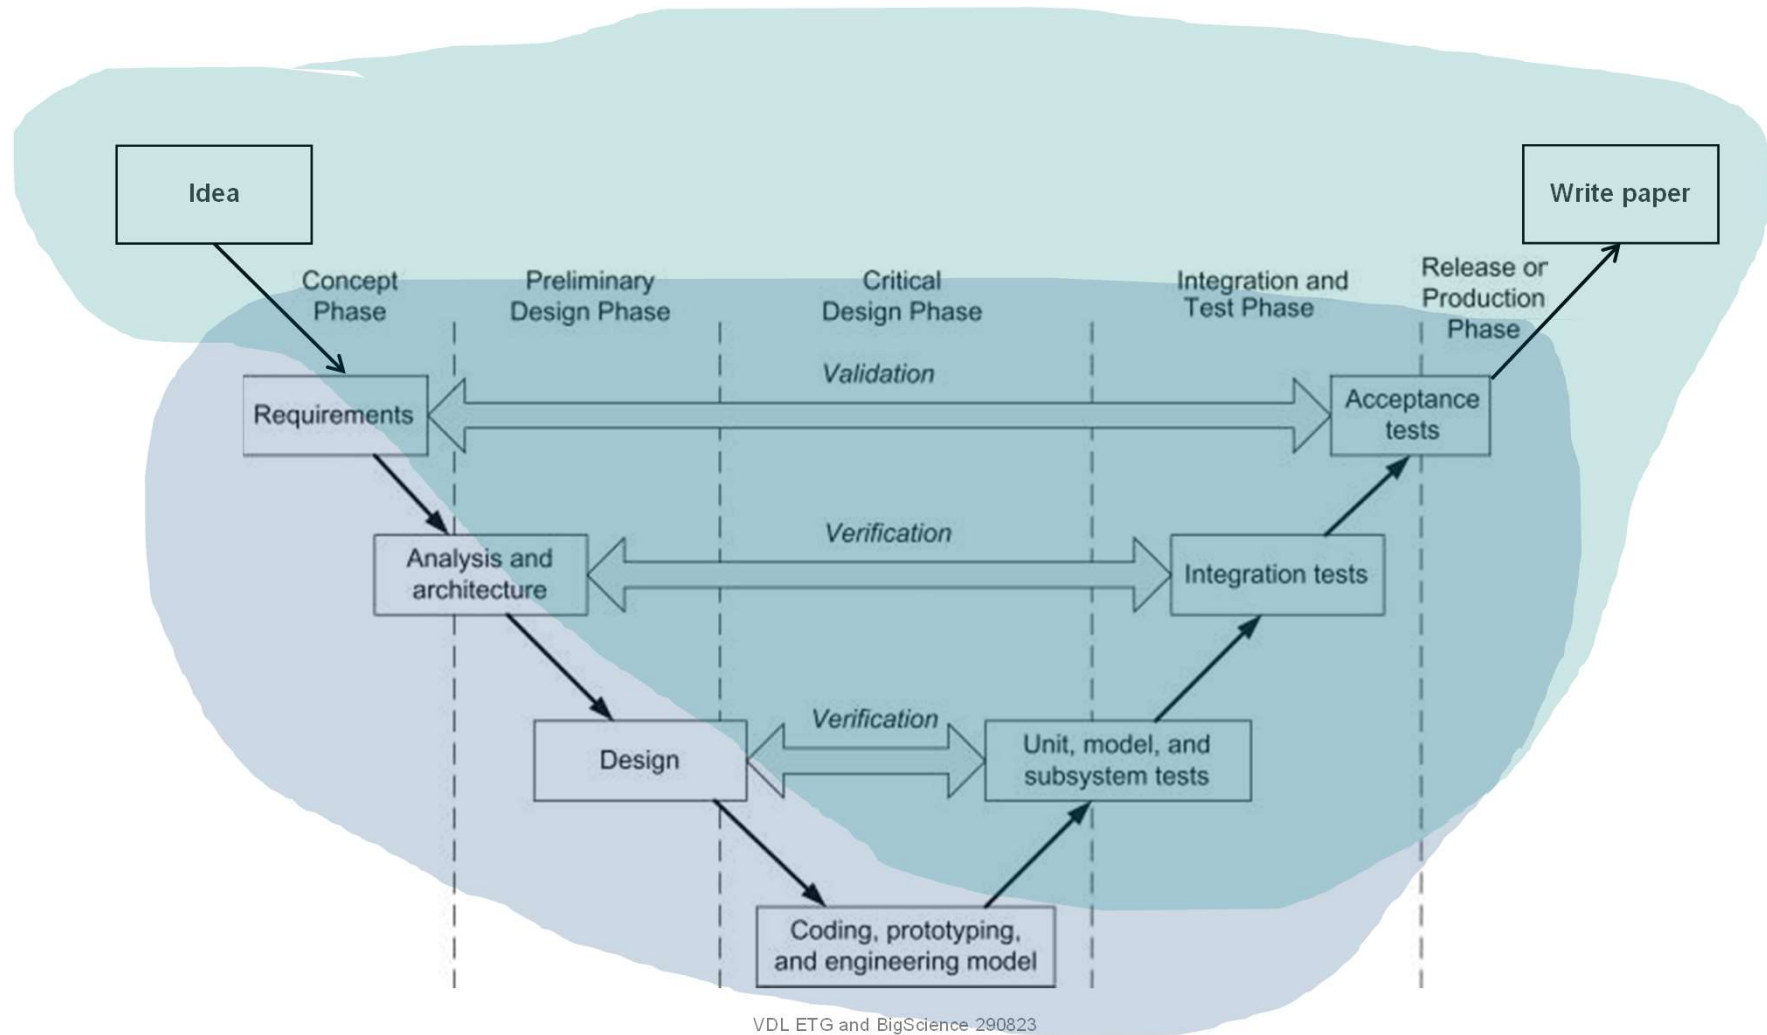 Idea
Write paper
Concept
Phase
Preliminary
Design Phase
Critical
Design Phase
Integration and
Test Phase
Release or
Production
Phase
Validation
Requirements
Acceptance
tests
Verification
Analysis and
architecture
Integration tests
Verification
Design
Unit, model, and
subsystem tests
Coding, prototyping,
and engineering model
VDL ETG and BigScience 290823